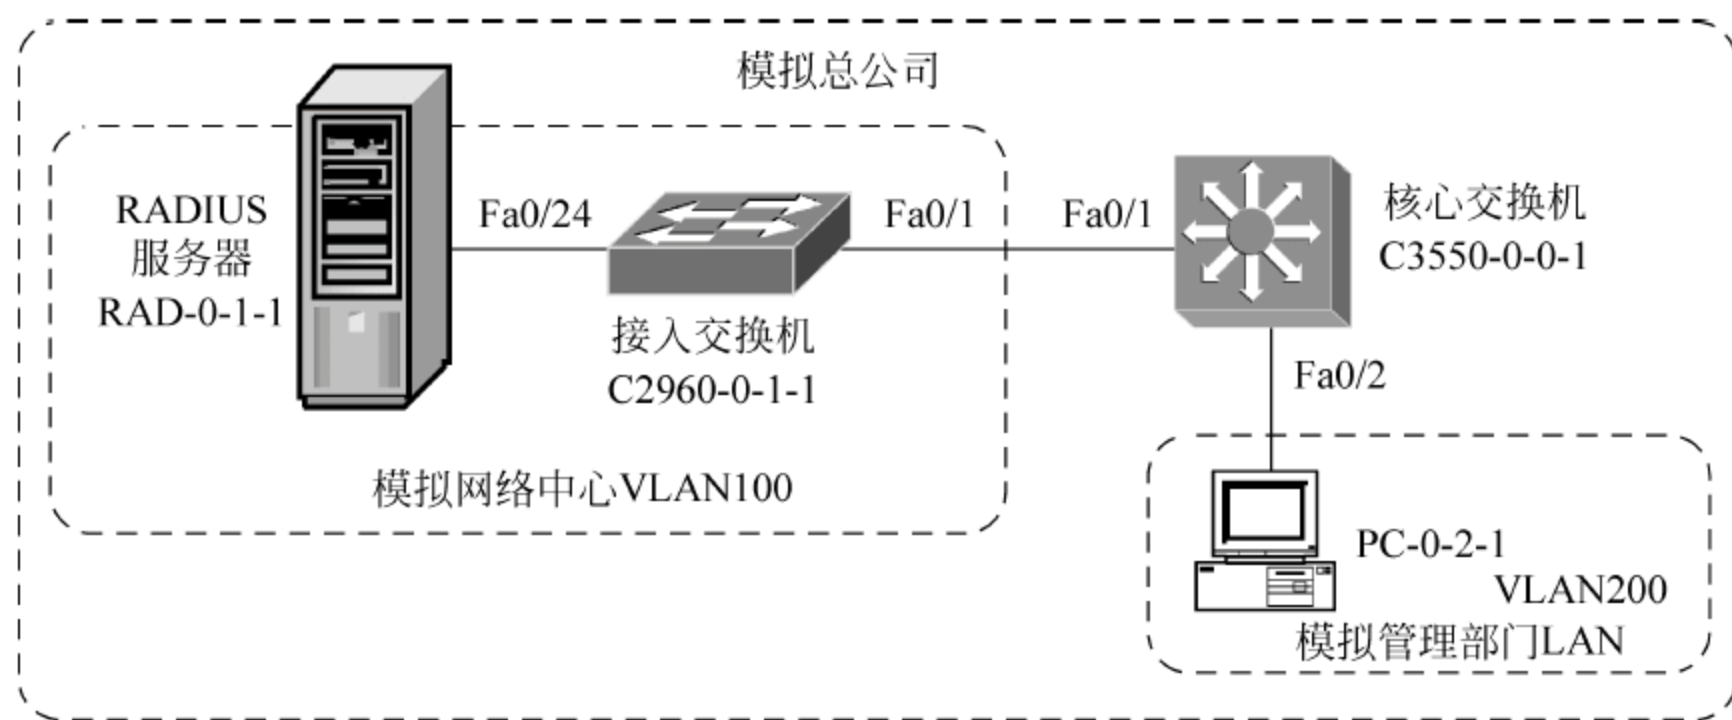 模拟总公司
RADIUS
服务器
RAD-0-1-1
Fa0/24
接入交换机
C2960-0-1-1
Fa0/1
Fa0/1
核心交换机
C3550-0-0-1
Fa0/2
模拟网络中心VLAN100
PC-0-2-1
VLAN200
模拟管理部门LAN